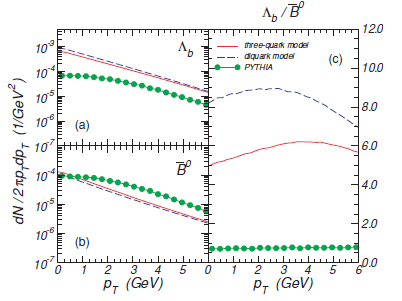 Λb / B̄⁰
10⁻³
10⁻⁴
10⁻⁵
10⁻⁶
10⁻⁷
Λb
(a)
10⁻⁴
10⁻⁵
10⁻⁶
10⁻⁷
B̄⁰
(b)
dN / 2πpTdpT (1/GeV²)
0 1 2 3 4 5
pT (GeV)
three-quark model
diquark model
PYTHIA
(c)
12.0
10.0
8.0
6.0
4.0
2.0
0.0
0 1 2 3 4 5 6
pT (GeV)